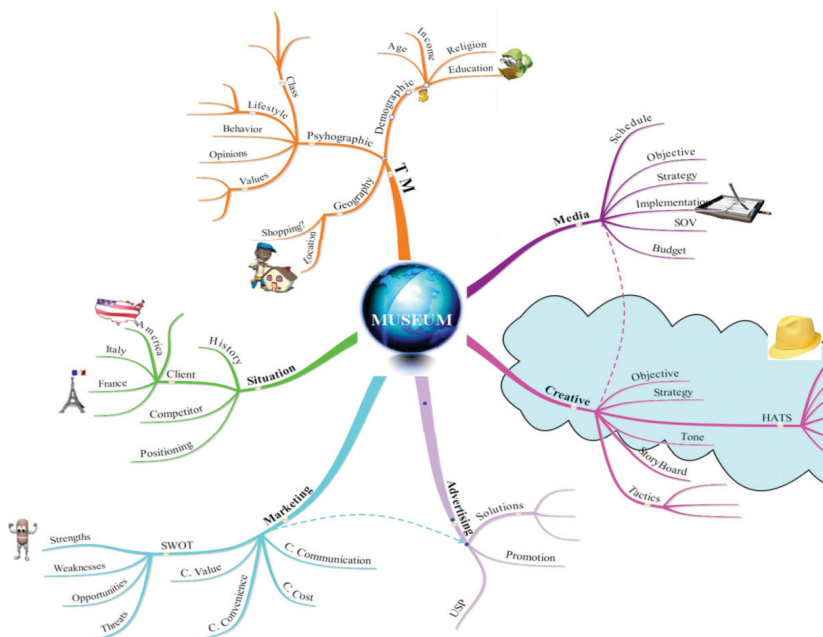 MUSEUM
TM
Demographic
Age
Income
Religion
Education
Psyhographic
Class
Lifestyle
Behavior
Opinions
Values
Geography
Shopping?
Location
Media
Schedule
Objective
Strategy
Implementation
SOV
Budget
Creative
Objective
Strategy
HATS
Tone
StoryBoard
Tactics
Advertising
Solutions
Promotion
USP
Marketing
C. Communication
C. Cost
C. Convenience
C. Value
SWOT
Strengths
Weaknesses
Opportunities
Threats
Situation
History
Client
America
Italy
France
Competitor
Positioning